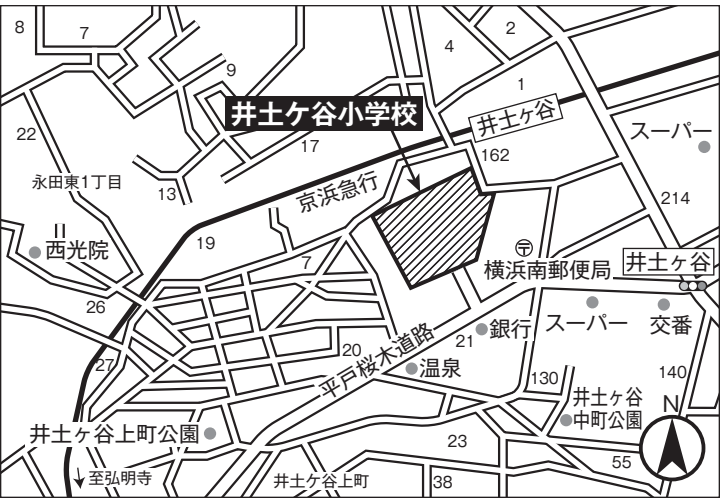 8
7
2
4
9
1
井土ケ谷小学校
井土ヶ谷
スーパー
22
17
162
永田東1丁目
13
京浜急行
214
19
西光院
7
〒
横浜南郵便局
井土ヶ谷
26
21
銀行
スーパー
交番
20
平戸桜木道路
27
温泉
130
140
井土ヶ谷
中町公園
N
井土ヶ谷上町公園
23
55
↓至弘明寺
井土ケ谷上町
38